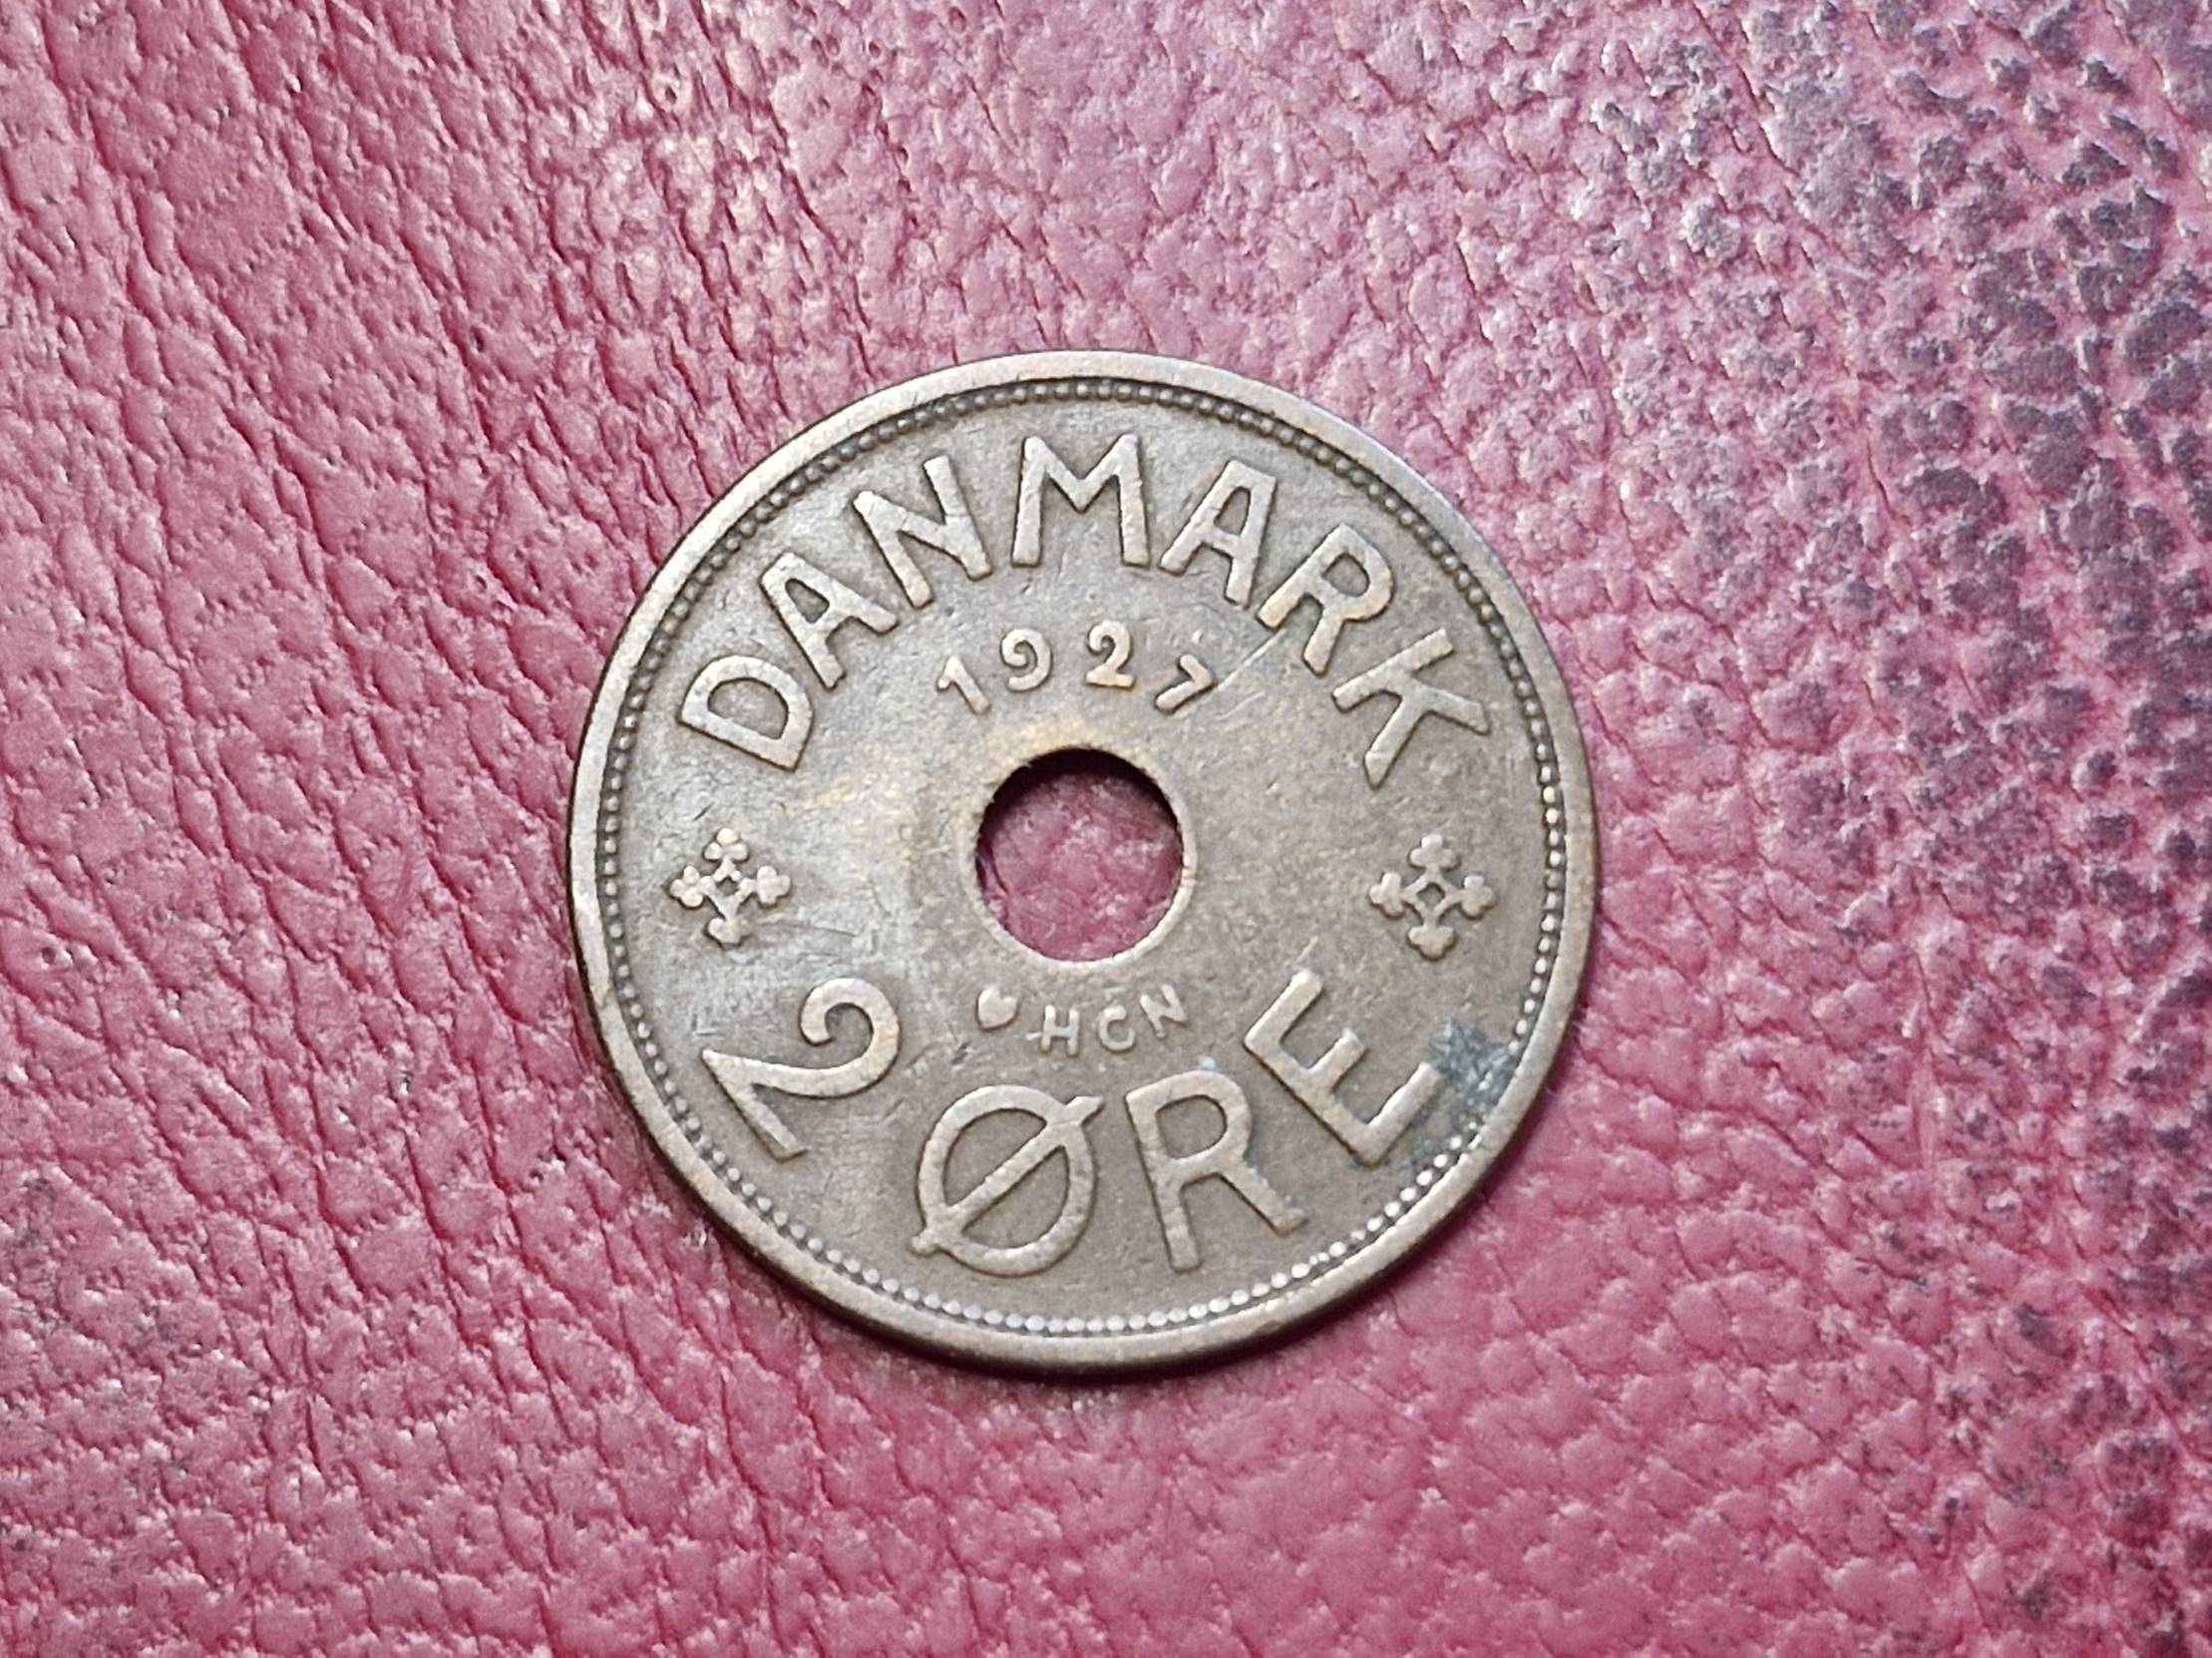 DANMARK
1927
HCN
2 ØRE